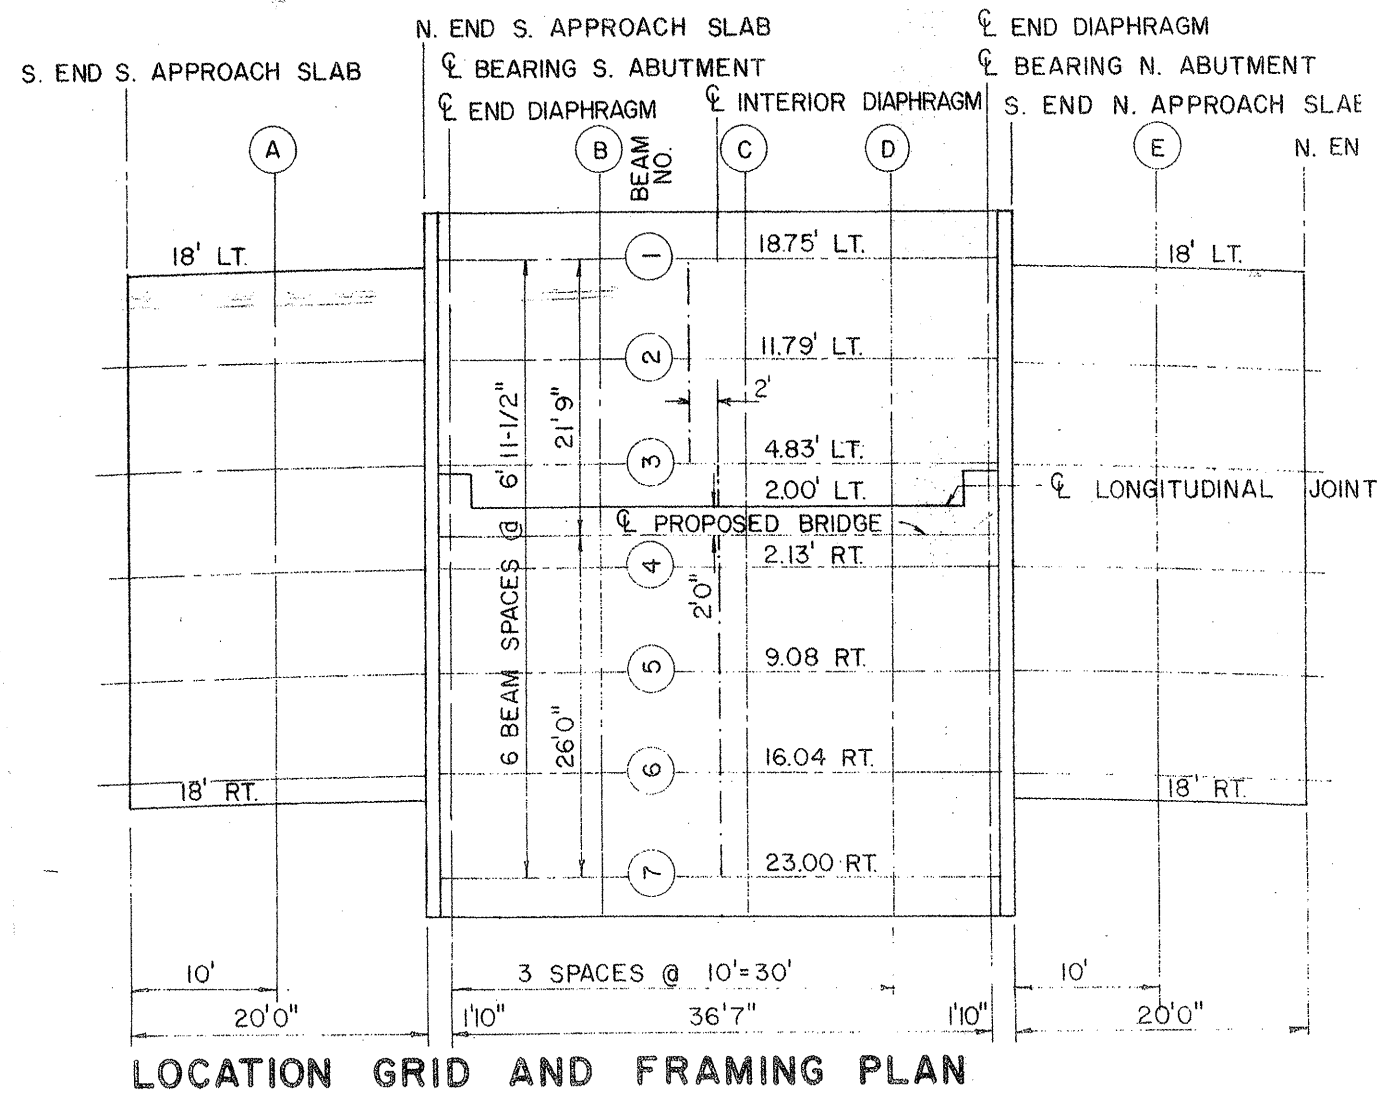 N. END S. APPROACH SLAB
℄ END DIAPHRAGM
S. END S. APPROACH SLAB
℄ BEARING S. ABUTMENT
℄ BEARING N. ABUTMENT
℄ END DIAPHRAGM
℄ INTERIOR DIAPHRAGM
S. END N. APPROACH SLAB
A
B
BEAM NO.
C
D
E
N. EN
18' LT.
1
18.75' LT.
18' LT.
2
11.79' LT.
2'
6 BEAM SPACES @ 6' 11-1/2"
21'9"
3
4.83' LT.
2.00' LT.
℄ LONGITUDINAL JOINT
℄ PROPOSED BRIDGE
4
2.13' RT.
2'0"
5
9.08 RT.
26'0"
6
16.04 RT.
18' RT.
18' RT.
7
23.00 RT.
10'
3 SPACES @ 10'=30'
10'
20'0"
1'10"
36'7"
1'10"
20'0"
LOCATION GRID AND FRAMING PLAN